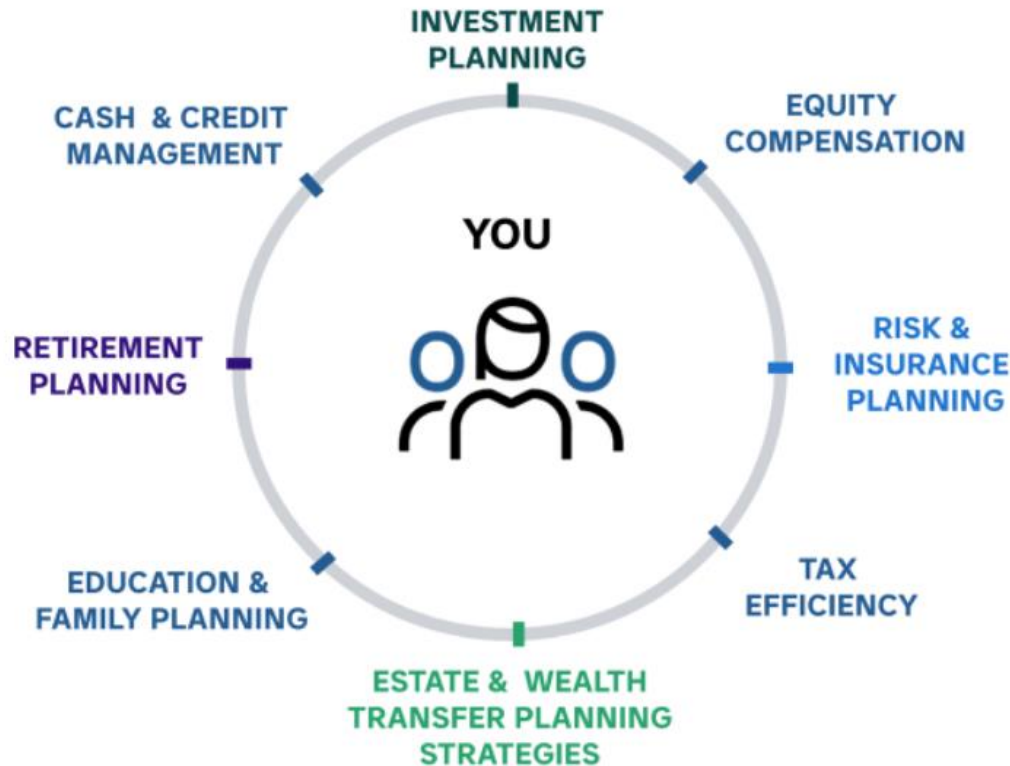 INVESTMENT
PLANNING
EQUITY
COMPENSATION
RISK &
INSURANCE
PLANNING
TAX
EFFICIENCY
ESTATE & WEALTH
TRANSFER PLANNING
STRATEGIES
EDUCATION &
FAMILY PLANNING
RETIREMENT
PLANNING
CASH & CREDIT
MANAGEMENT
YOU